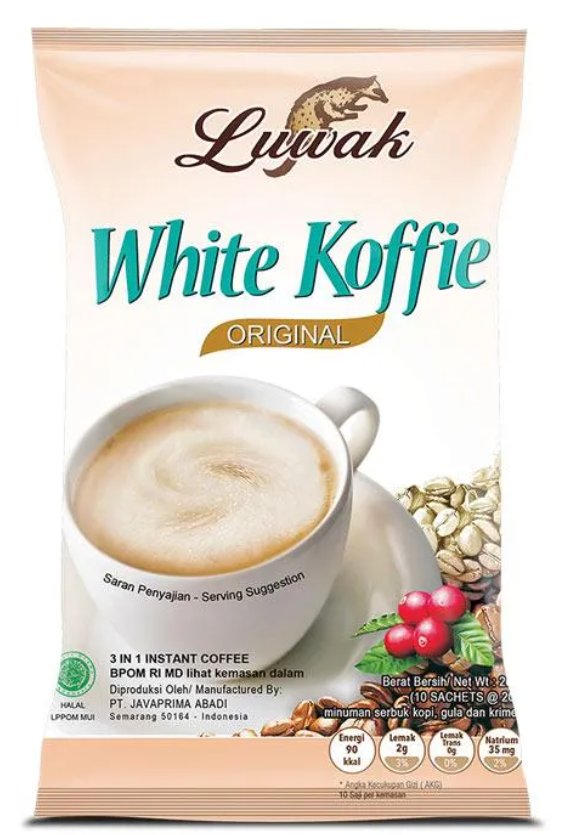 Luwak
White Koffie
ORIGINAL
Saran Penyajian - Serving Suggestion
3 IN 1 INSTANT COFFEE
BPOM RI MD lihat kemasan dalam
Diproduksi Oleh/ Manufactured By:
PT. JAVAPRIMA ABADI
Semarang 50164 - Indonesia
HALAL
LPPOM MUI
Berat Bersih/ Net Wt :
(10 SACHETS @
minuman serbuk kopi, gula dan
Energi
90
kkal
Lemak
2g
3%
Lemak
Trans
0g
0%
Natrium
35 mg
2%
* Angka Kecukupan Gizi (AKG)
10 Saji per kemasan